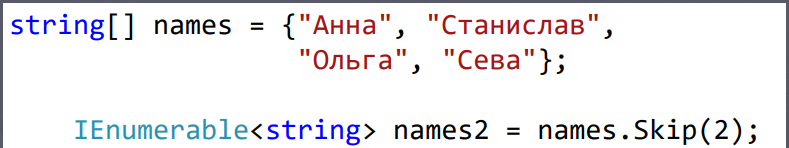 string[] names = {"Анна", "Станислав",
"Ольга", "Сева"};
IEnumerable<string> names2 = names.Skip(2);